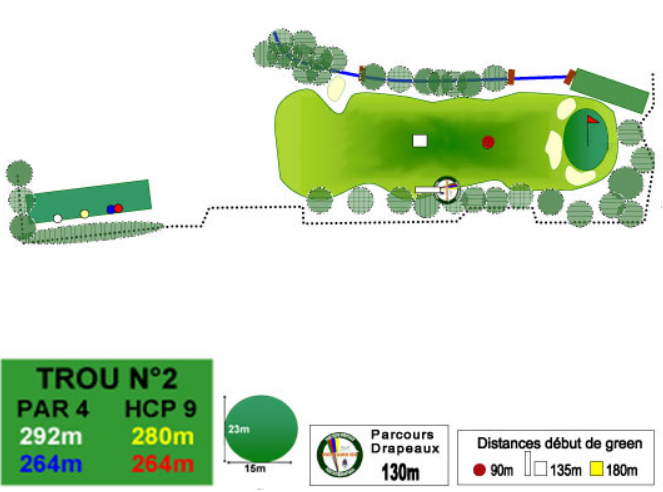 TROU N°2
PAR 4 HCP 9
292m 280m
264m 264m
23m
15m
Parcours
Drapeaux
130m
Distances début de green
90m 135m 180m